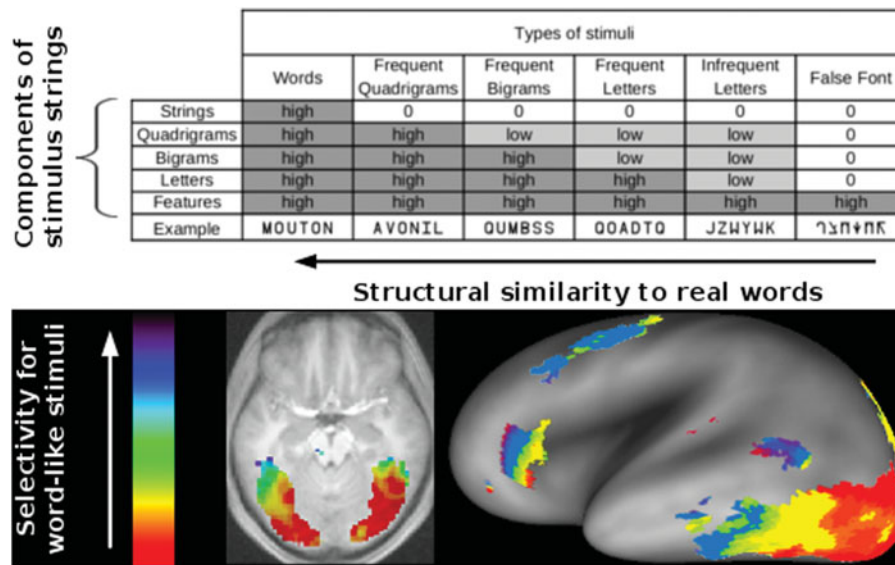 Components of
stimulus strings
Types of stimuli
Words Frequent Quadrigrams Frequent Bigrams Frequent Letters Infrequent Letters False Font
Strings high 0 0 0 0 0
Quadrigrams high high low low low 0
Bigrams high high high low low 0
Letters high high high high low 0
Features high high high high high high
Example MOUTON AVONIL QUMBSS QOADTQ JZWYWK
Structural similarity to real words
Selectivity for
word-like stimuli